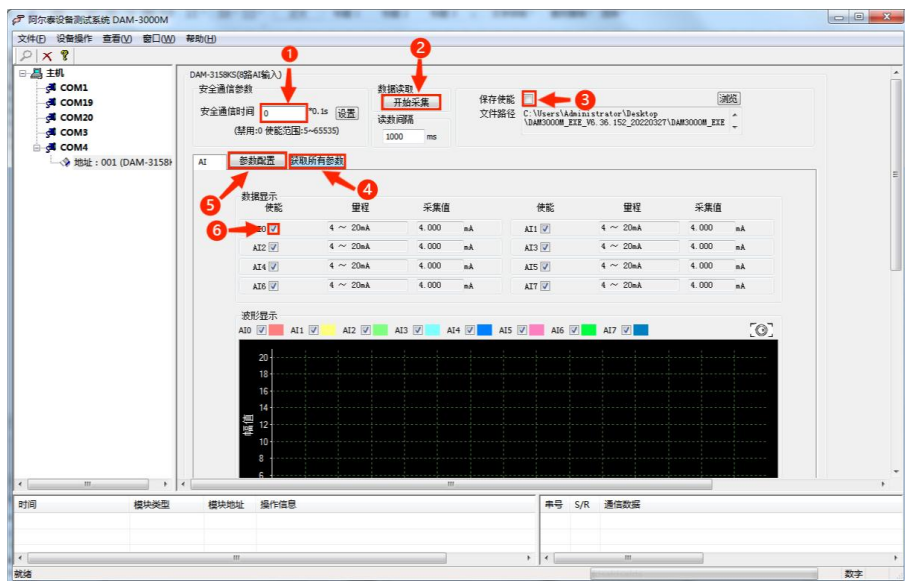 阿尔泰设备测试系统 DAM-3000M
文件(F) 设备操作 查看(V) 窗口(W) 帮助(H)
主机
COM1
COM19
COM20
COM3
COM4
地址：001 (DAM-3158K
DAM-3158KS(8路AI输入)
安全通信参数
安全通信时间 0 *0.1s 设置
(禁用:0 使能范围:5~65535)
数据读取
开始采集
读数间隔
1000 ms
保存使能 浏览
文件路径 C:\Users\Administrator\Desktop
\DAM3000M_EXE_V6.36.152_20220327\DAM3000M_EXE
1
2
3
4
5
6
AI 参数配置 获取所有参数
数据显示
使能 量程 采集值 使能 量程 采集值
AI0 4 ~ 20mA 4.000 mA AI1 4 ~ 20mA 4.000 mA
AI2 4 ~ 20mA 4.000 mA AI3 4 ~ 20mA 4.000 mA
AI4 4 ~ 20mA 4.000 mA AI5 4 ~ 20mA 4.000 mA
AI6 4 ~ 20mA 4.000 mA AI7 4 ~ 20mA 4.000 mA
波形显示
AI0 AI1 AI2 AI3 AI4 AI5 AI6 AI7
幅值
20
18
16
14
12
10
8
6
时间 模块类型 模块地址 操作信息
串号 S/R 通信数据
就绪 数字